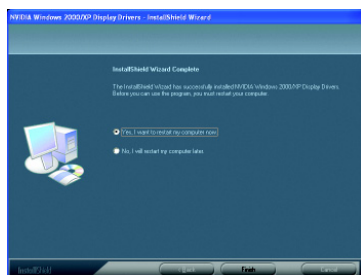 NVIDIA Windows 2000/XP Display Drivers - InstallShield Wizard
InstallShield Wizard Complete
The InstallShield Wizard has successfully installed NVIDIA Windows 2000/XP Display Drivers.
Before you can use the program, you must restart your computer.
Yes, I want to restart my computer now.
No, I will restart my computer later.
InstallShield
< Back
Finish
Cancel